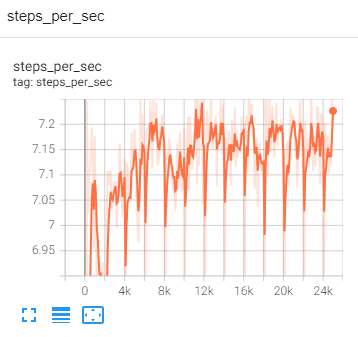 steps_per_sec
steps_per_sec
tag: steps_per_sec
7.2
7.15
7.1
7.05
7
6.95
0 4k 8k 12k 16k 20k 24k